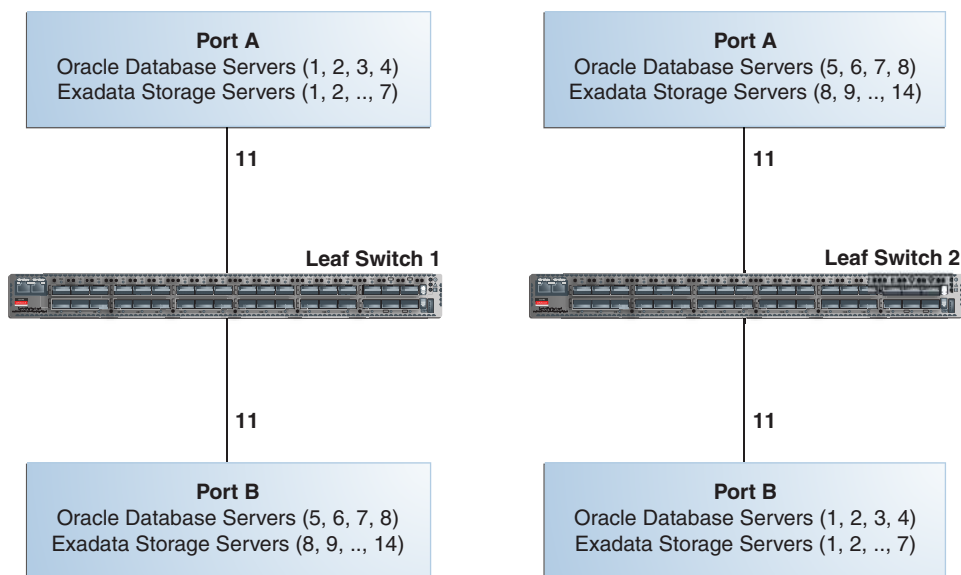 Port A
Oracle Database Servers (1, 2, 3, 4)
Exadata Storage Servers (1, 2, .., 7)
11
Leaf Switch 1
11
Port B
Oracle Database Servers (5, 6, 7, 8)
Exadata Storage Servers (8, 9, .., 14)
Port A
Oracle Database Servers (5, 6, 7, 8)
Exadata Storage Servers (8, 9, .., 14)
11
Leaf Switch 2
11
Port B
Oracle Database Servers (1, 2, 3, 4)
Exadata Storage Servers (1, 2, .., 7)